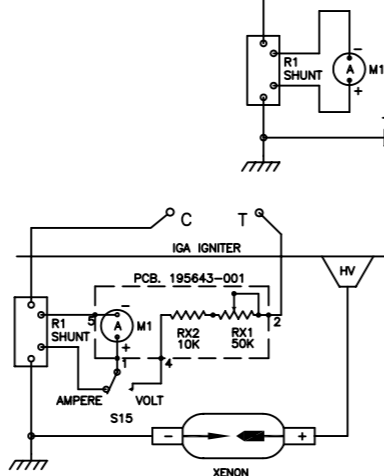 R1
SHUNT
−
A
M1
+
C
T
IGA IGNITER
HV
PCB. 195643-001
R1
SHUNT
5
−
A
M1
+
RX2
10K
RX1
50K
2
1
4
AMPERE
VOLT
S15
−
+
XENON